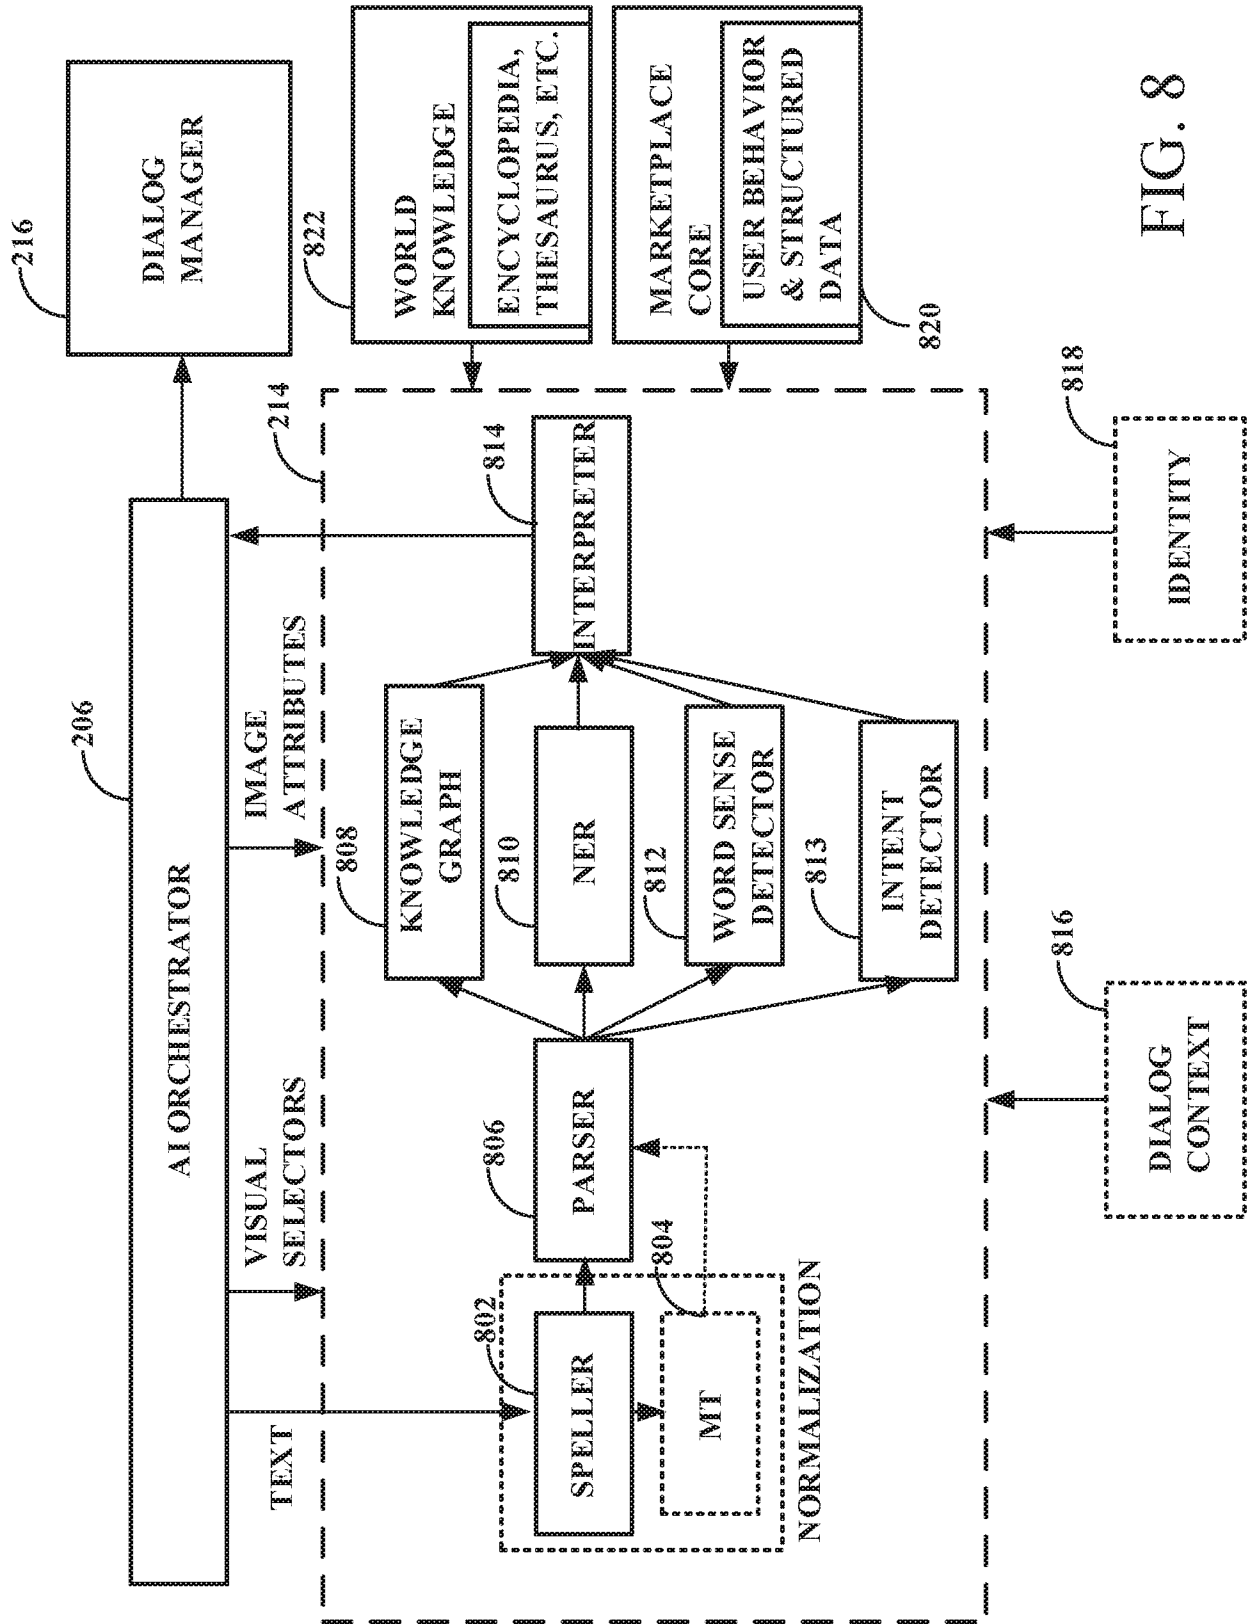 206
AI ORCHESTRATOR
216
DIALOG
MANAGER
TEXT
VISUAL
SELECTORS
IMAGE
ATTRIBUTES
214
822
WORLD
KNOWLEDGE
ENCYCLOPEDIA,
THESAURUS, ETC.
808
KNOWLEDGE
GRAPH
802
SPELLER
806
PARSER
810
NER
814
INTERPRETER
MARKETPLACE
CORE
USER BEHAVIOR
& STRUCTURED
DATA
820
804
MT
NORMALIZATION
812
WORD SENSE
DETECTOR
813
INTENT
DETECTOR
816
DIALOG
CONTEXT
818
IDENTITY
FIG. 8